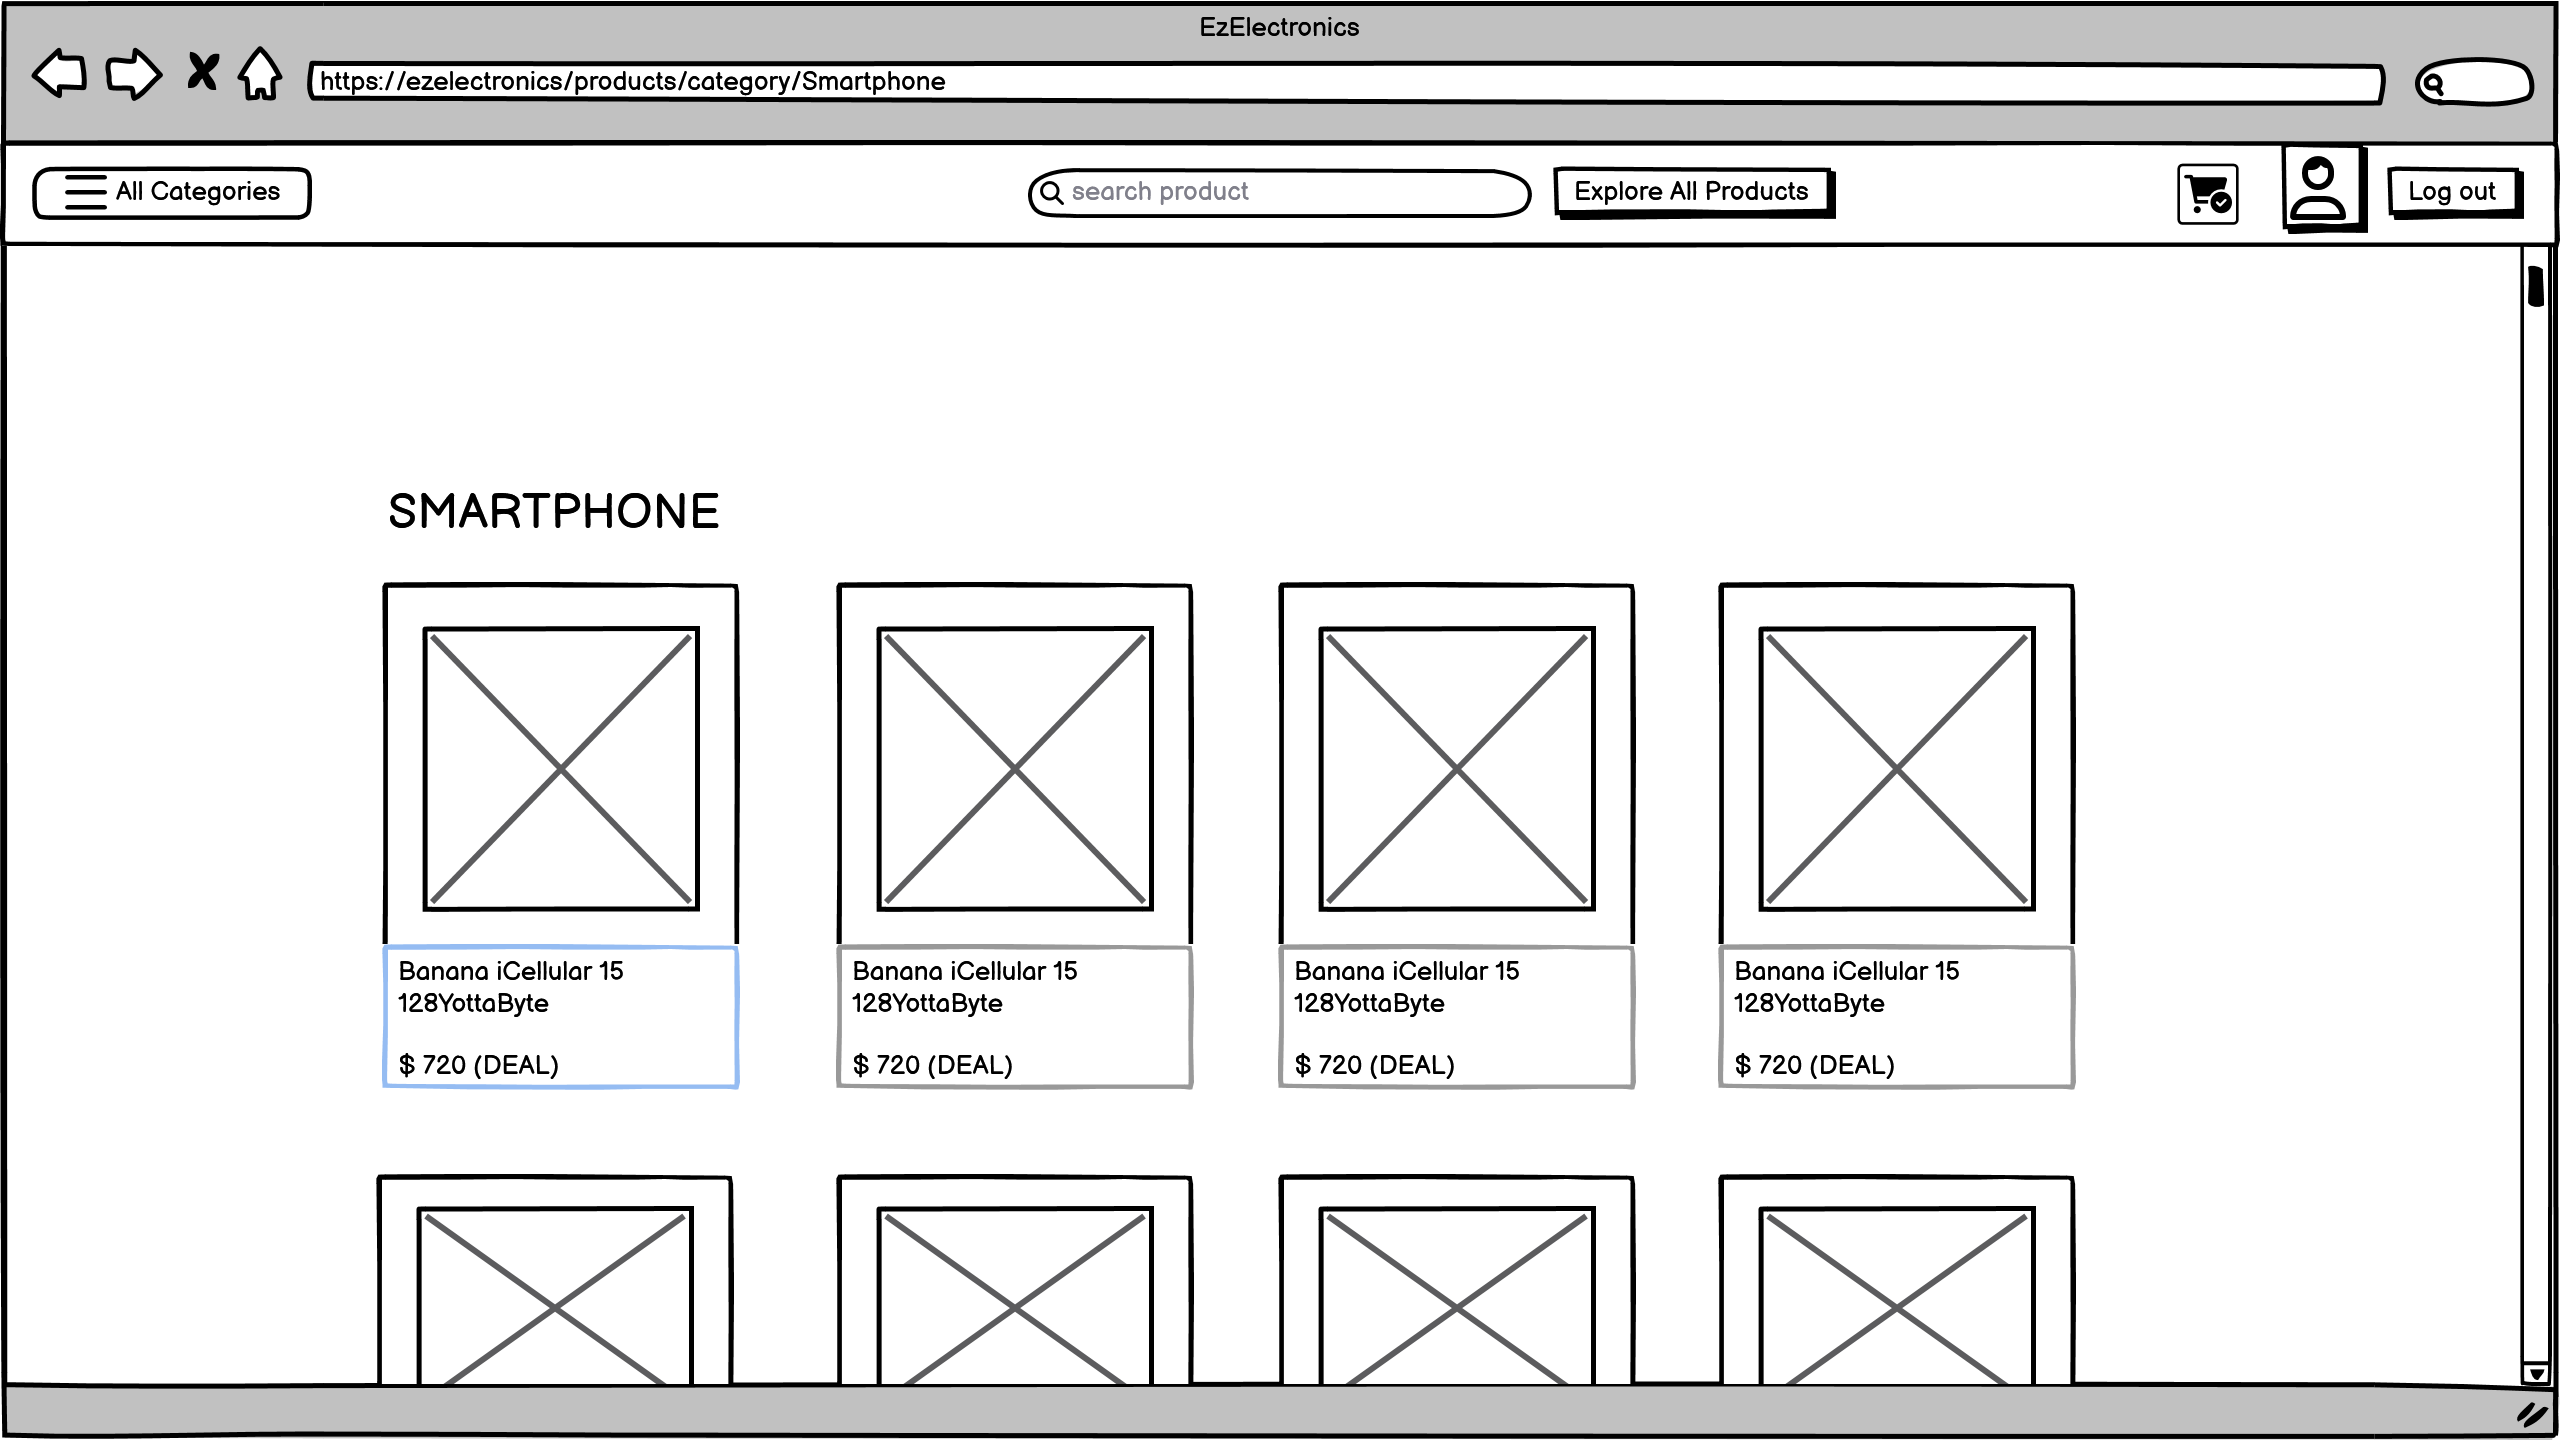 EzElectronics
https://ezelectronics/products/category/Smartphone
All Categories
search product
Explore All Products
Log out
SMARTPHONE
Banana iCellular 15
128YottaByte
$ 720 (DEAL)
Banana iCellular 15
128YottaByte
$ 720 (DEAL)
Banana iCellular 15
128YottaByte
$ 720 (DEAL)
Banana iCellular 15
128YottaByte
$ 720 (DEAL)